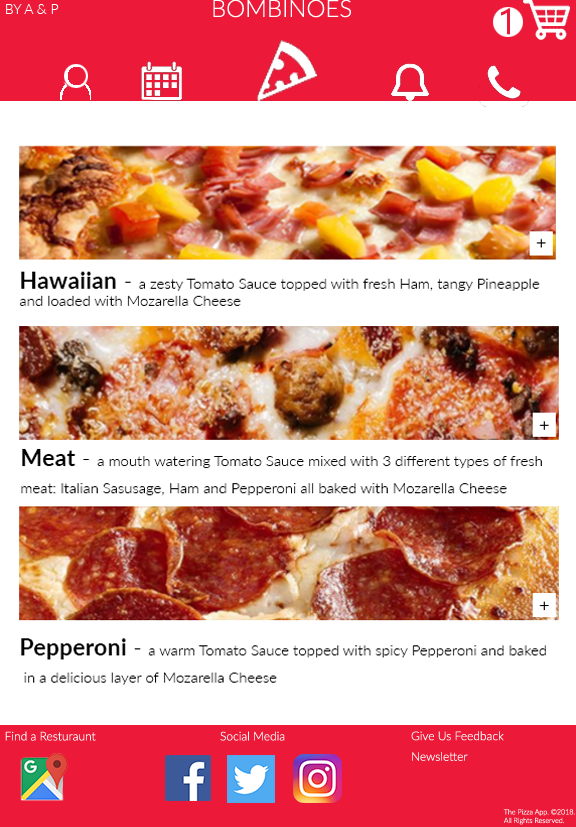 BY A & P
BOMBINOES
1
+
Hawaiian - a zesty Tomato Sauce topped with fresh Ham, tangy Pineapple
and loaded with Mozarella Cheese
+
Meat - a mouth watering Tomato Sauce mixed with 3 different types of fresh
meat: Italian Sasusage, Ham and Pepperoni all baked with Mozarella Cheese
+
Pepperoni - a warm Tomato Sauce topped with spicy Pepperoni and baked
in a delicious layer of Mozarella Cheese
Find a Resturaunt
Social Media
Give Us Feedback
Newsletter
G
f
The Pizza App. ©2018.
All Rights Reserved.